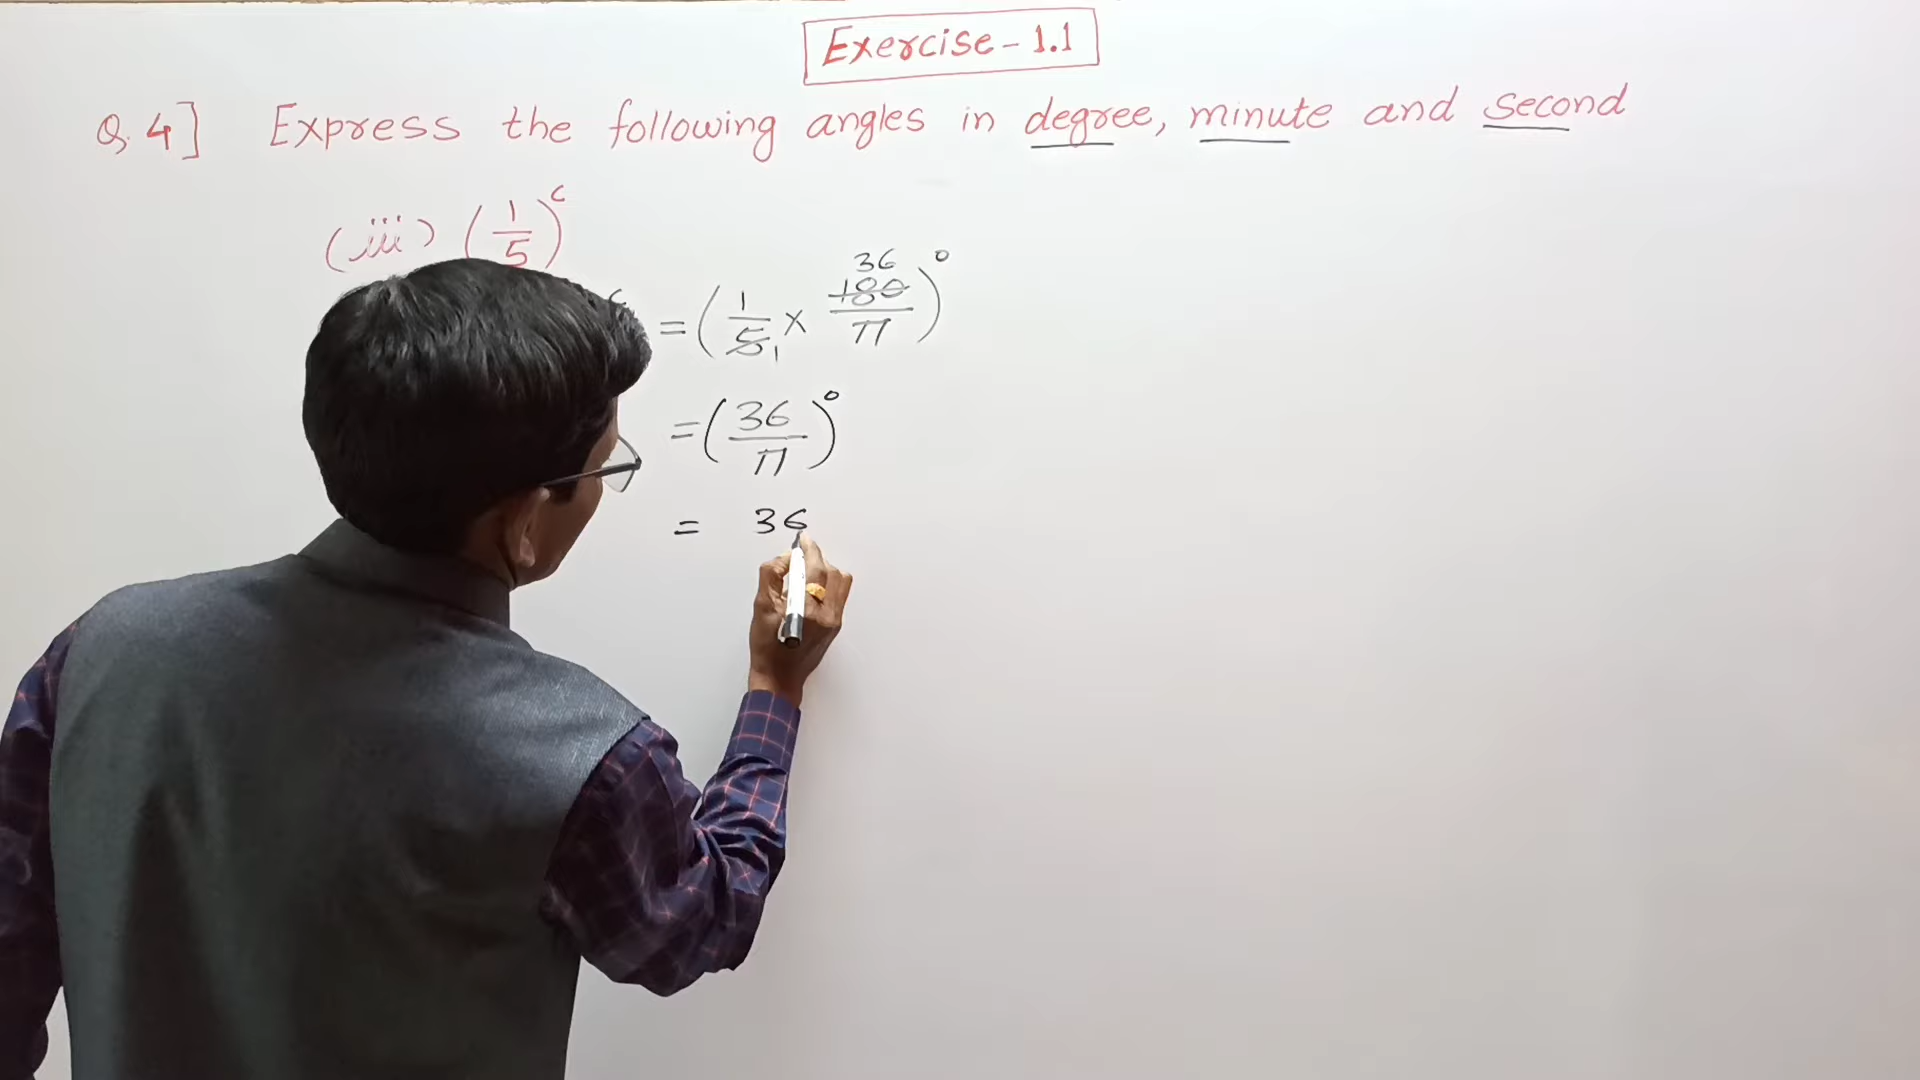 Exercise - 1.1
Q. 4] Express the following angles in degree, minute and second
(iii) (1/5)ᶜ
ᶜ = (1/5 1 × 36 180/π)°
= (36/π)°
= 36